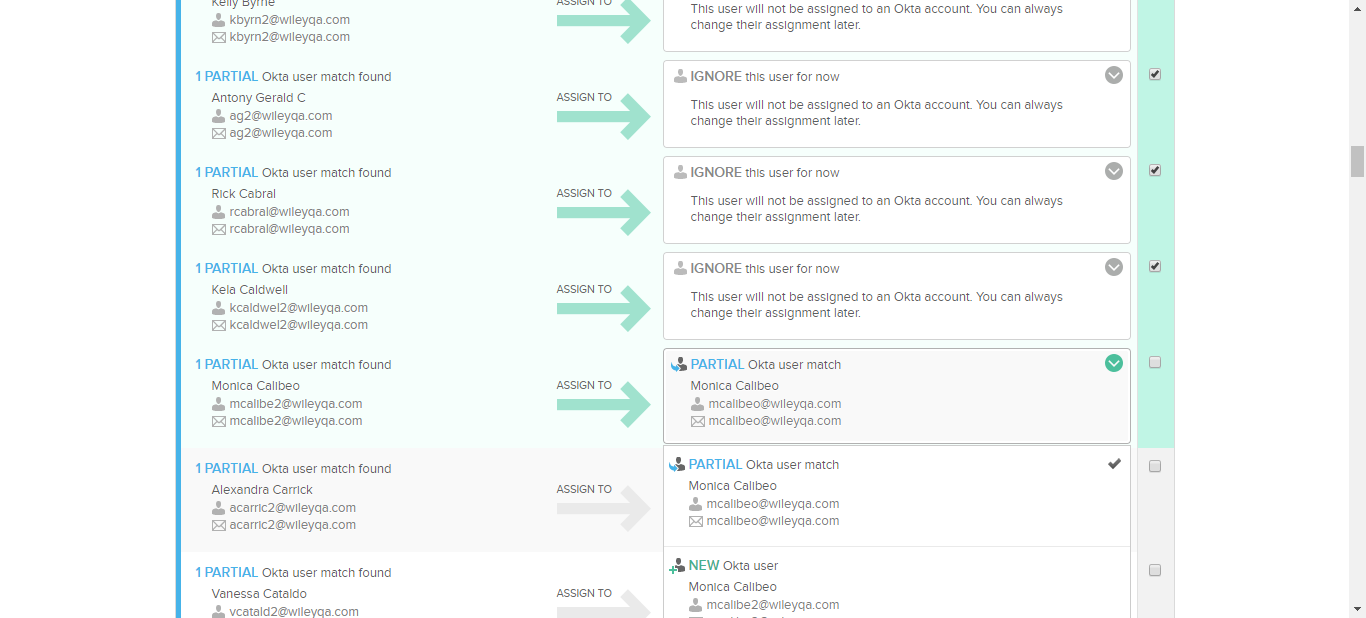 Kelly Byrne
kbyrn2@wileyqa.com
kbyrn2@wileyqa.com
ASSIGN TO
This user will not be assigned to an Okta account. You can always
change their assignment later.
1 PARTIAL Okta user match found
Antony Gerald C
ag2@wileyqa.com
ag2@wileyqa.com
ASSIGN TO
IGNORE this user for now
This user will not be assigned to an Okta account. You can always
change their assignment later.
1 PARTIAL Okta user match found
Rick Cabral
rcabral@wileyqa.com
rcabral@wileyqa.com
ASSIGN TO
IGNORE this user for now
This user will not be assigned to an Okta account. You can always
change their assignment later.
1 PARTIAL Okta user match found
Kela Caldwell
kcaldwel2@wileyqa.com
kcaldwel2@wileyqa.com
ASSIGN TO
IGNORE this user for now
This user will not be assigned to an Okta account. You can always
change their assignment later.
1 PARTIAL Okta user match found
Monica Calibeo
mcalibe2@wileyqa.com
mcalibe2@wileyqa.com
ASSIGN TO
PARTIAL Okta user match
Monica Calibeo
mcalibeo@wileyqa.com
mcalibeo@wileyqa.com
1 PARTIAL Okta user match found
Alexandra Carrick
acarric2@wileyqa.com
acarric2@wileyqa.com
ASSIGN TO
PARTIAL Okta user match
Monica Calibeo
mcalibeo@wileyqa.com
mcalibeo@wileyqa.com
1 PARTIAL Okta user match found
Vanessa Cataldo
vcatald2@wileyqa.com
ASSIGN TO
NEW Okta user
Monica Calibeo
mcalibe2@wileyqa.com